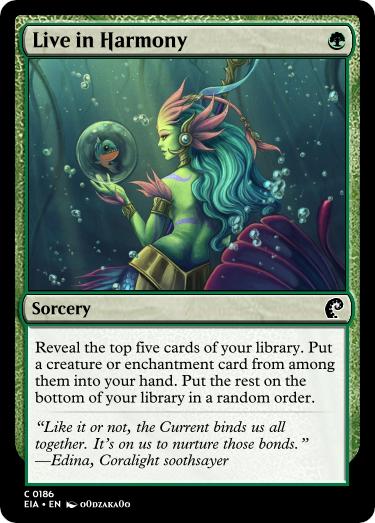 Live in Harmony
Sorcery
Reveal the top five cards of your library. Put
a creature or enchantment card from among
them into your hand. Put the rest on the
bottom of your library in a random order.
“Like it or not, the Current binds us all
together. It’s on us to nurture those bonds.”
—Edina, Coralight soothsayer
C 0186
EIA • EN oODZAKaOo